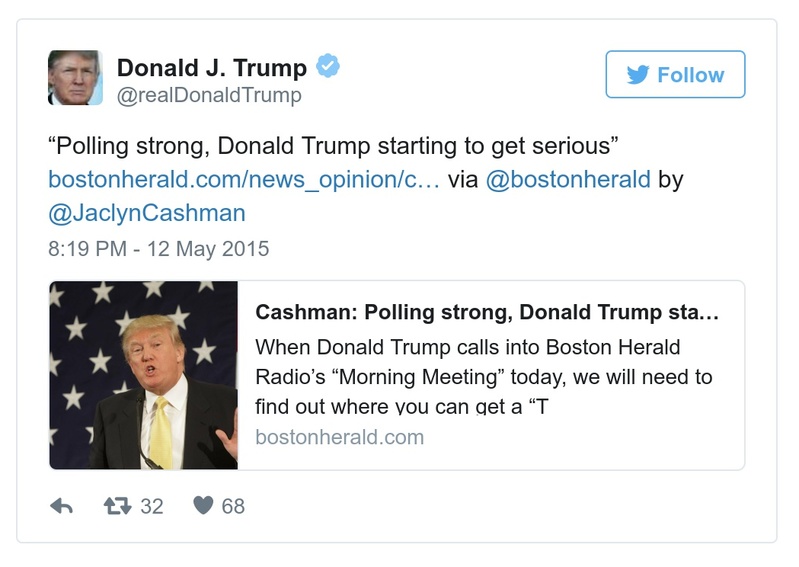 Donald J. Trump
@realDonaldTrump
Follow
“Polling strong, Donald Trump starting to get serious”
bostonherald.com/news_opinion/c… via @bostonherald by
@JaclynCashman
8:19 PM - 12 May 2015
Cashman: Polling strong, Donald Trump sta…
When Donald Trump calls into Boston Herald
Radio’s “Morning Meeting” today, we will need to
find out where you can get a “T
bostonherald.com
32
68